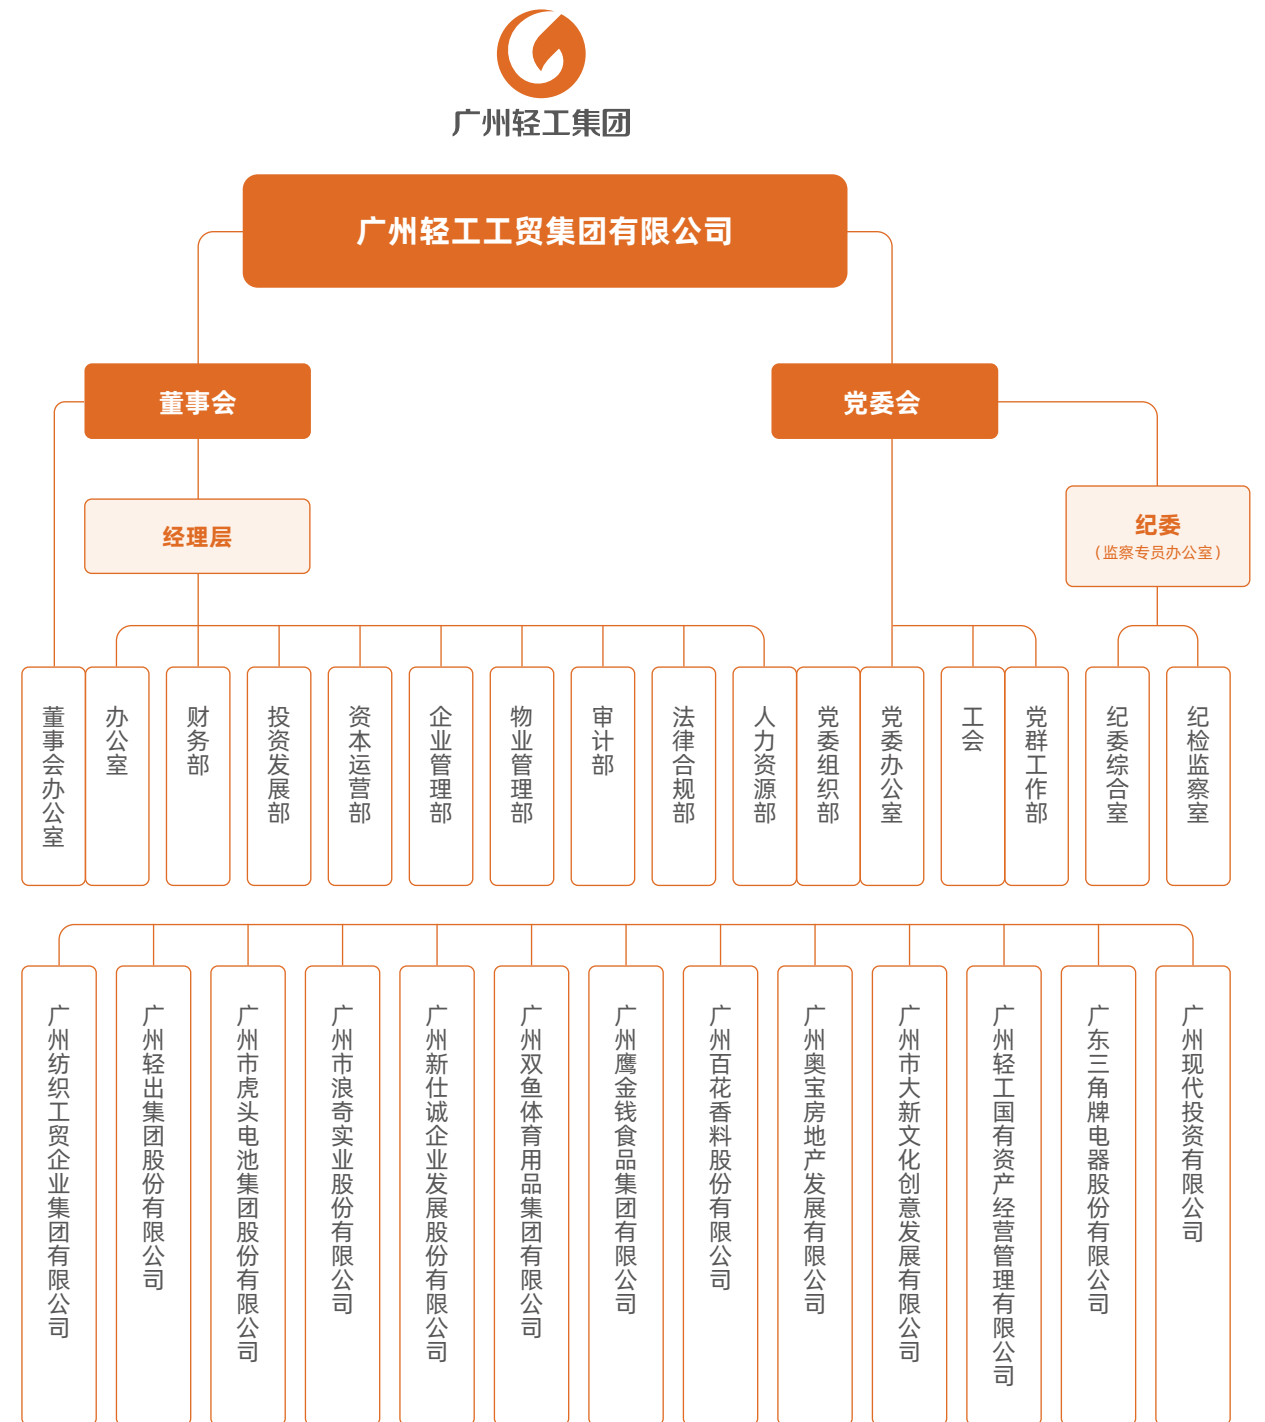 广州轻工集团
广州轻工工贸集团有限公司
董事会
党委会
经理层
纪委
（监察专员办公室）
董事会办公室
办公室
财务部
投资发展部
资本运营部
企业管理部
物业管理部
审计部
法律合规部
人力资源部
党委组织部
党委办公室
工会
党群工作部
纪委综合室
纪检监察室
广州纺织工贸企业集团有限公司
广州轻出集团股份有限公司
广州市虎头电池集团股份有限公司
广州市浪奇实业股份有限公司
广州新仕诚企业发展股份有限公司
广州双鱼体育用品集团有限公司
广州鹰金钱食品集团有限公司
广州百花香料股份有限公司
广州奥宝房地产发展有限公司
广州市大新文化创意发展有限公司
广州轻工国有资产经营管理有限公司
广东三角牌电器股份有限公司
广州现代投资有限公司